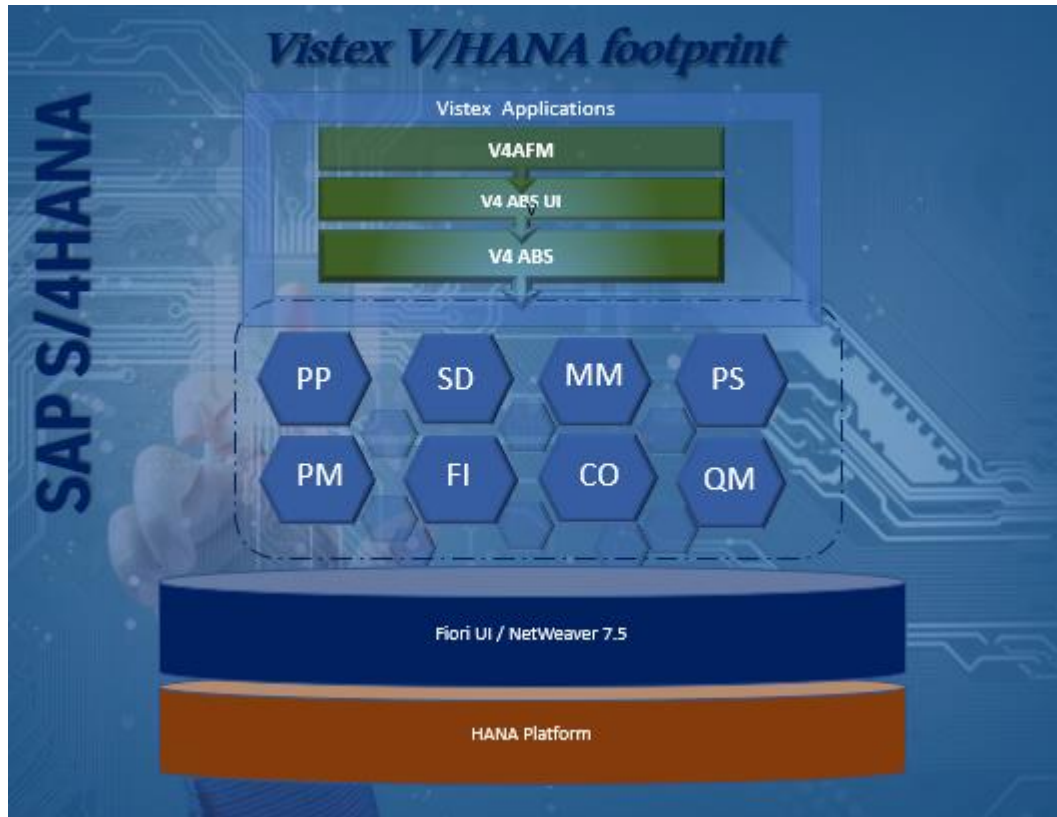 Vistex V/HANA footprint
SAP S/4HANA
Vistex Applications
V4AFM
V4 ABS UI
V
V4 ABS
PP SD MM PS
PM FI CO QM
Fiori UI / NetWeaver 7.5
HANA Platform